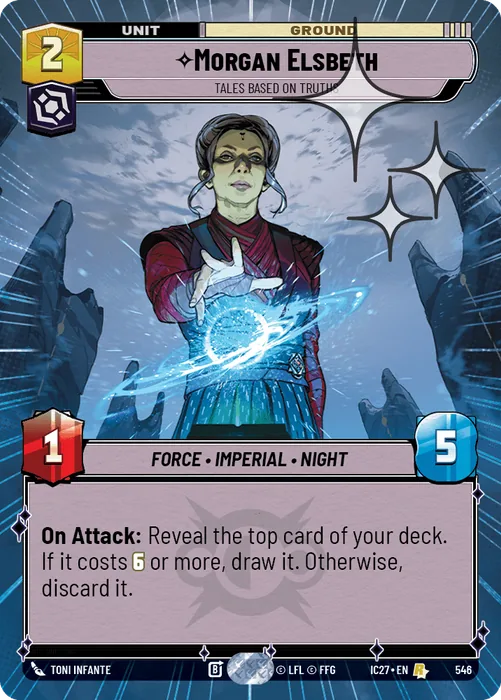 UNIT
GROUND
2
MORGAN ELSBETH
TALES BASED ON TRUTHS
1
5
FORCE • IMPERIAL • NIGHT
On Attack: Reveal the top card of your deck.
If it costs 6 or more, draw it. Otherwise,
discard it.
TONI INFANTE
B
© LFL © FFG
IC27 • EN
R
546